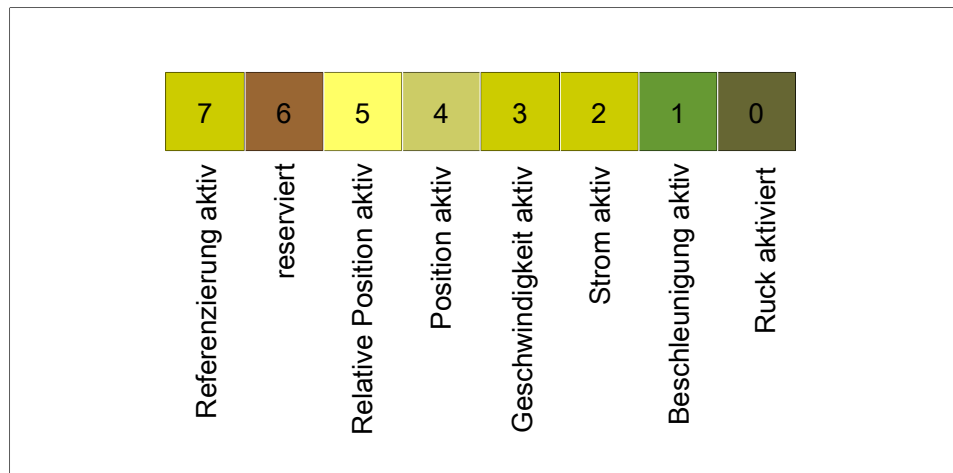 7 6 5 4 3 2 1 0
Referenzierung aktiv
reserviert
Relative Position aktiv
Position aktiv
Geschwindigkeit aktiv
Strom aktiv
Beschleunigung aktiv
Ruck aktiviert